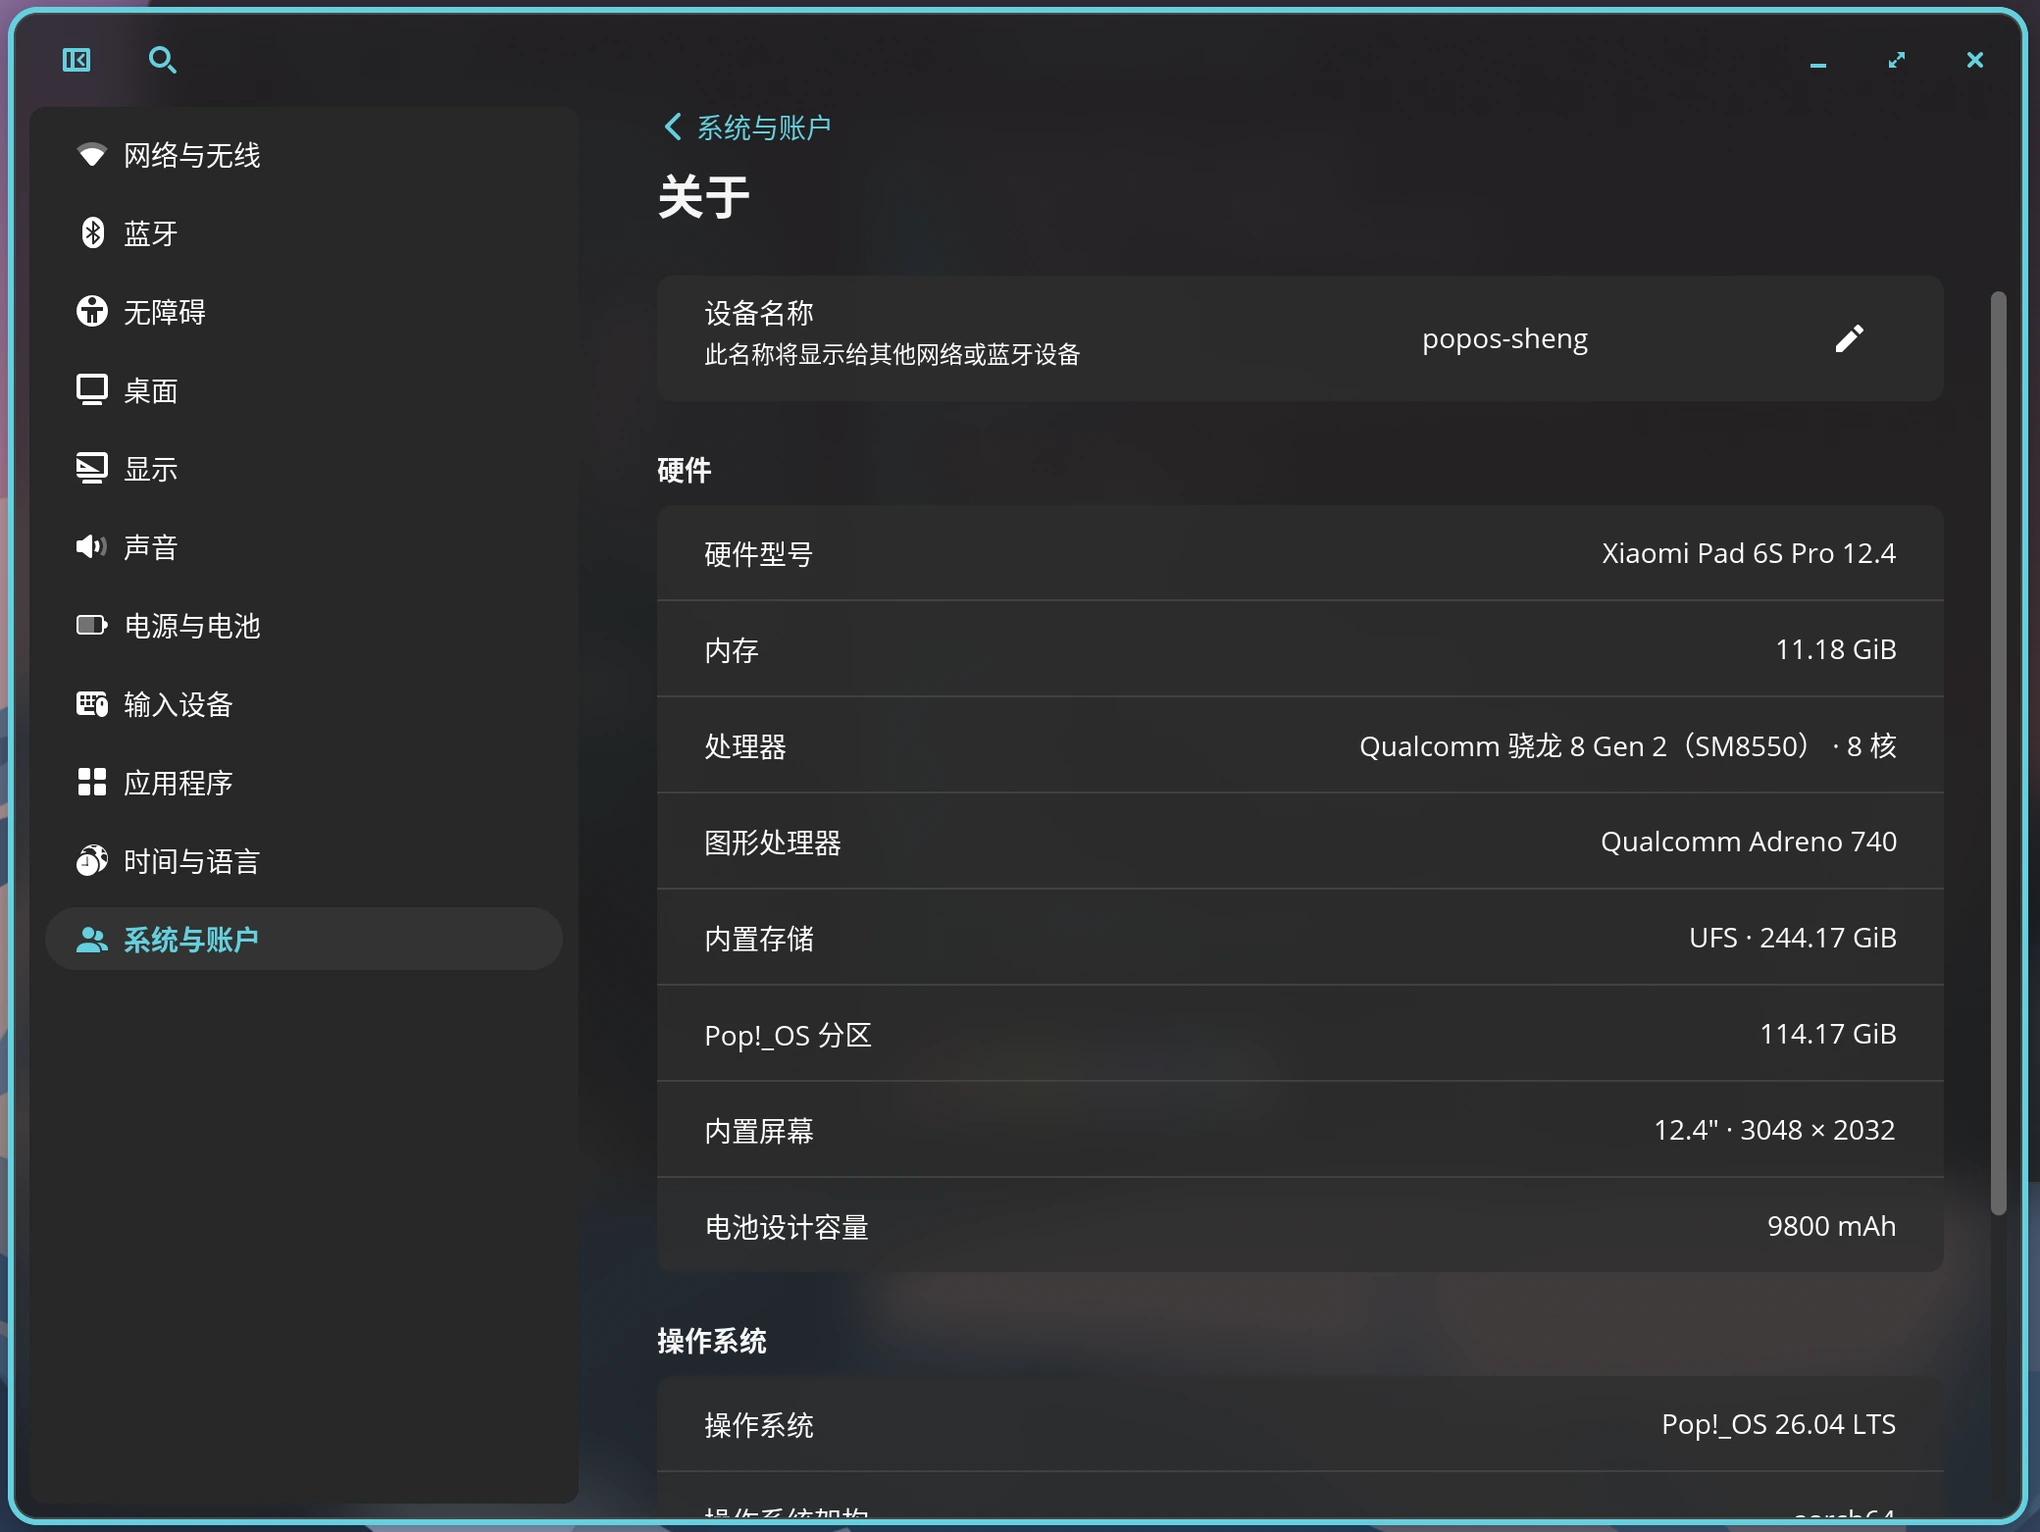 网络与无线
蓝牙
无障碍
桌面
显示
声音
电源与电池
输入设备
应用程序
时间与语言
系统与账户
系统与账户
关于
设备名称
此名称将显示给其他网络或蓝牙设备
popos-sheng
硬件
硬件型号 Xiaomi Pad 6S Pro 12.4
内存 11.18 GiB
处理器 Qualcomm 骁龙 8 Gen 2（SM8550） · 8 核
图形处理器 Qualcomm Adreno 740
内置存储 UFS · 244.17 GiB
Pop!_OS 分区 114.17 GiB
内置屏幕 12.4" · 3048 × 2032
电池设计容量 9800 mAh
操作系统
操作系统 Pop!_OS 26.04 LTS
操作系统架构 aarch64